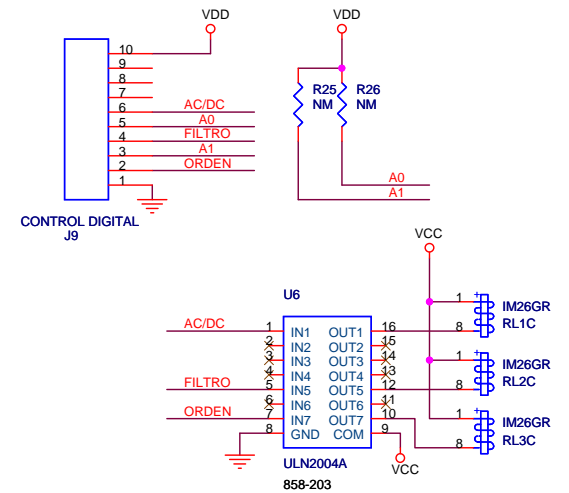 VDD
VDD
10
9
8
7
6
5
4
3
2
1
AC/DC
A0
FILTRO
A1
ORDEN
CONTROL DIGITAL
J9
R25
NM
R26
NM
A0
A1
VCC
U6
AC/DC
FILTRO
ORDEN
1
2
3
4
5
6
7
8
IN1
IN2
IN3
IN4
IN5
IN6
IN7
GND
OUT1
OUT2
OUT3
OUT4
OUT5
OUT6
OUT7
COM
16
15
14
13
12
11
10
9
ULN2004A
858-203
VCC
1
+
8
IM26GR
RL1C
1
+
8
IM26GR
RL2C
1
+
8
IM26GR
RL3C